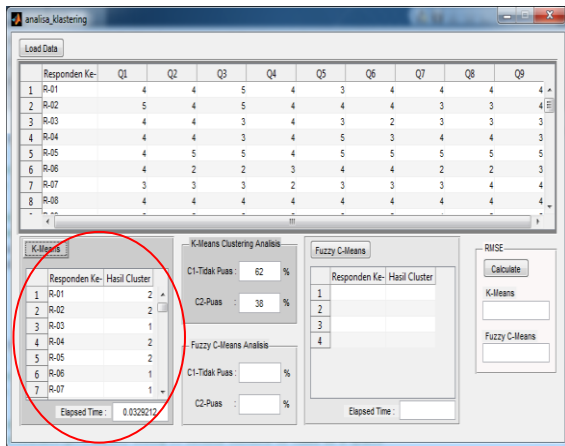 analisa_klastering
Load Data
Responden Ke- Q1 Q2 Q3 Q4 Q5 Q6 Q7 Q8 Q9
1 R-01 4 4 5 4 3 4 4 4 4
2 R-02 5 4 5 4 4 4 3 3 4
3 R-03 4 4 3 4 3 2 3 3 3
4 R-04 4 4 3 4 5 3 4 4 3
5 R-05 4 5 5 4 5 5 5 5 5
6 R-06 4 2 2 3 4 4 2 2 3
7 R-07 3 3 3 2 3 3 3 4 4
8 R-08 4 4 4 4 4 4 4 4 4
K-Means
Responden Ke- Hasil Cluster
1 R-01 2
2 R-02 2
3 R-03 1
4 R-04 2
5 R-05 2
6 R-06 1
7 R-07 1
Elapsed Time : 0.0329212
K-Means Clustering Analisis
C1-Tidak Puas : 62 %
C2-Puas : 38 %
Fuzzy C-Means Analisis
C1-Tidak Puas : %
C2-Puas : %
Fuzzy C-Means
Responden Ke- Hasil Cluster
1
2
3
4
Elapsed Time :
RMSE
Calculate
K-Means
Fuzzy C-Means